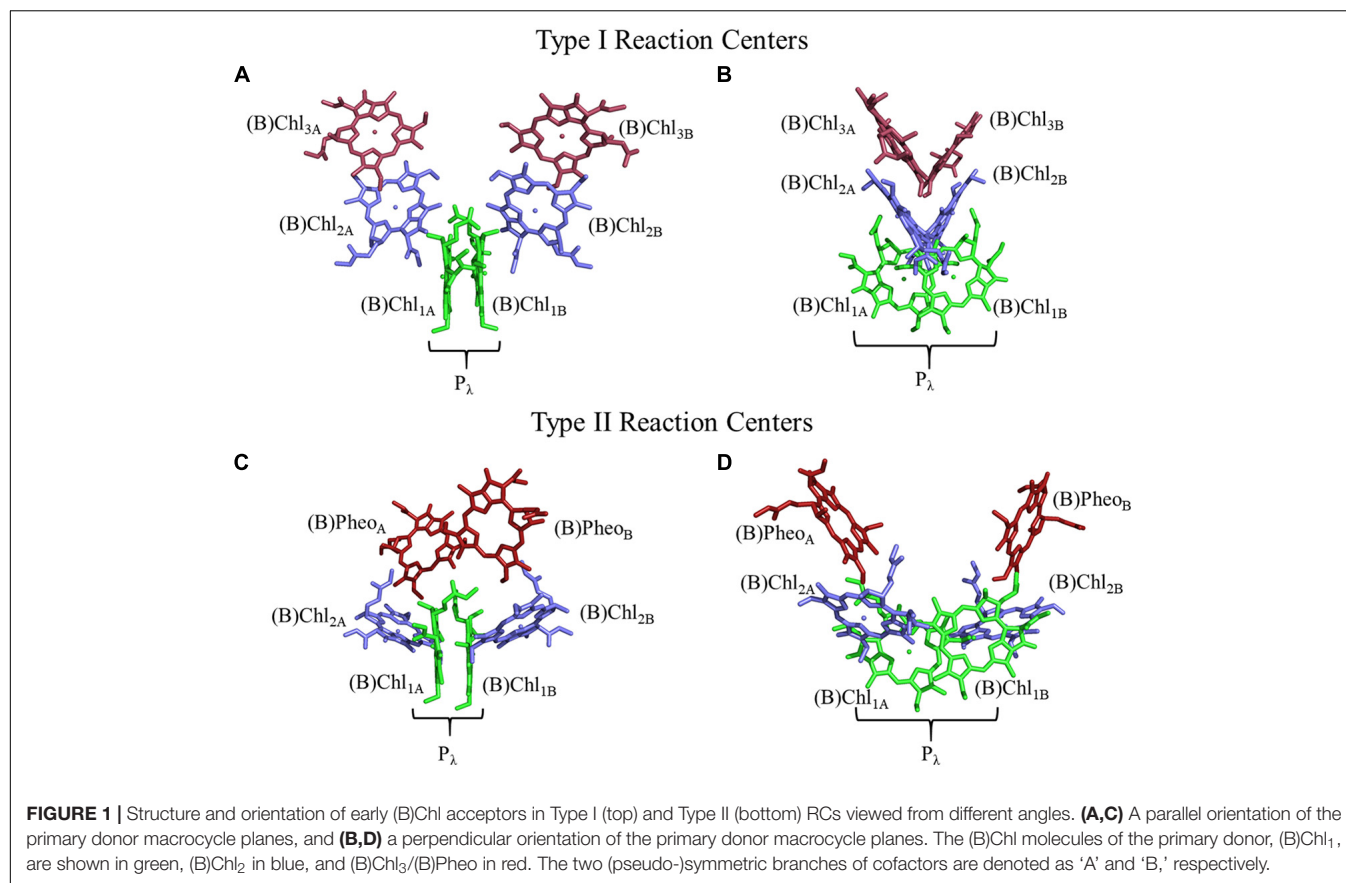 Type I Reaction Centers
A
(B)Chl3A
(B)Chl3B
(B)Chl2A
(B)Chl2B
(B)Chl1A
(B)Chl1B
Pλ
B
(B)Chl3A
(B)Chl3B
(B)Chl2A
(B)Chl2B
(B)Chl1A
(B)Chl1B
Pλ
Type II Reaction Centers
C
(B)PheoA
(B)PheoB
(B)Chl2A
(B)Chl2B
(B)Chl1A
(B)Chl1B
Pλ
D
(B)PheoA
(B)PheoB
(B)Chl2A
(B)Chl2B
(B)Chl1A
(B)Chl1B
Pλ
FIGURE 1 | Structure and orientation of early (B)Chl acceptors in Type I (top) and Type II (bottom) RCs viewed from different angles. (A,C) A parallel orientation of the
primary donor macrocycle planes, and (B,D) a perpendicular orientation of the primary donor macrocycle planes. The (B)Chl molecules of the primary donor, (B)Chl1,
are shown in green, (B)Chl2 in blue, and (B)Chl3/(B)Pheo in red. The two (pseudo-)symmetric branches of cofactors are denoted as ‘A’ and ‘B,’ respectively.